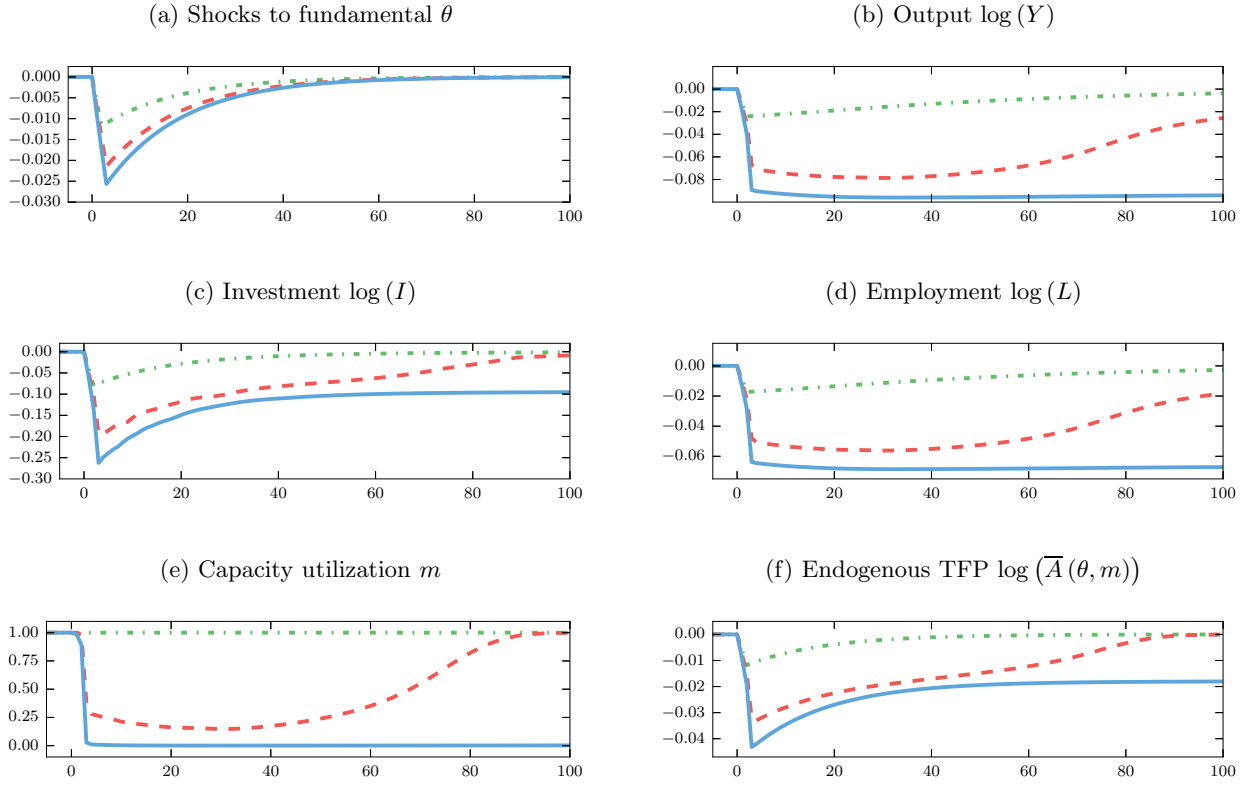 (a) Shocks to fundamental θ
0.000
−0.005
−0.010
−0.015
−0.020
−0.025
−0.030
0 20 40 60 80 100
(b) Output log (Y)
0.00
−0.02
−0.04
−0.06
−0.08
0 20 40 60 80 100
(c) Investment log (I)
0.00
−0.05
−0.10
−0.15
−0.20
−0.25
−0.30
0 20 40 60 80 100
(d) Employment log (L)
0.00
−0.02
−0.04
−0.06
0 20 40 60 80 100
(e) Capacity utilization m
1.00
0.75
0.50
0.25
0.00
0 20 40 60 80 100
(f) Endogenous TFP log (A̅ (θ, m))
0.00
−0.01
−0.02
−0.03
−0.04
0 20 40 60 80 100